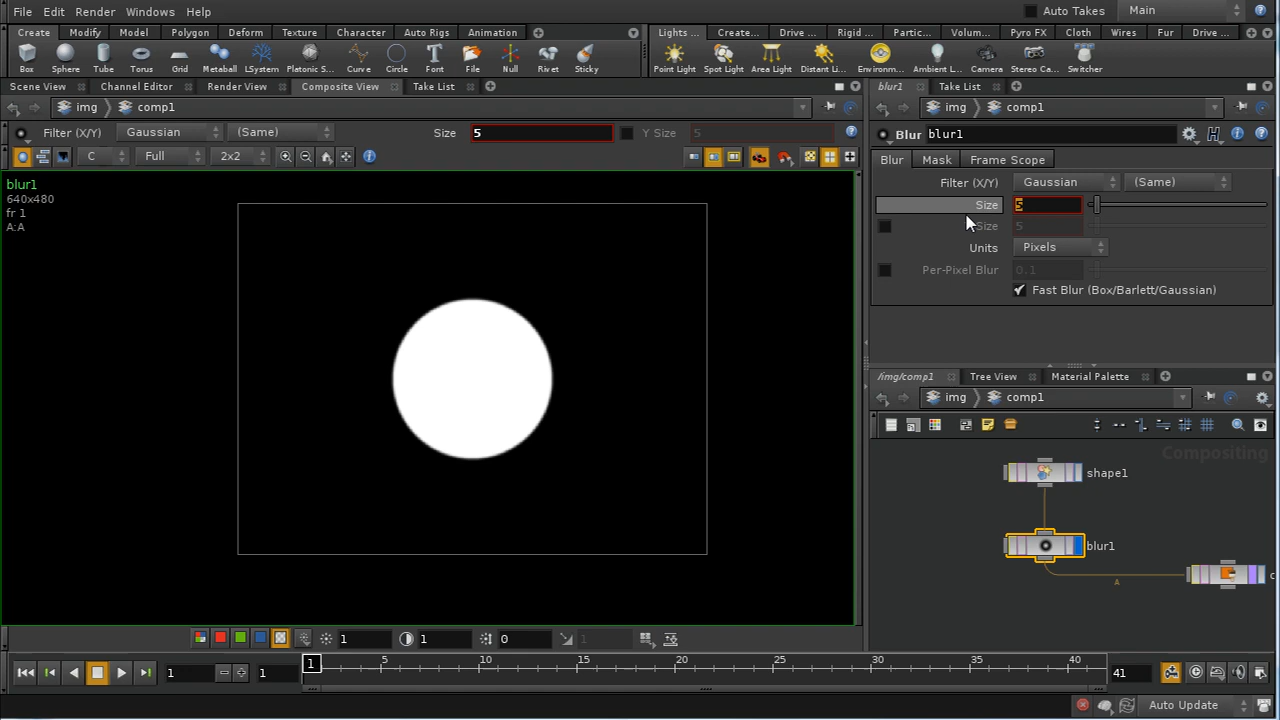 File Edit Render Windows Help Auto Takes Main
Create Modify Model Polygon Deform Texture Character Auto Rigs Animation Lights ... Create... Drive ... Rigid ... Partic... Volum... Pyro FX Cloth Wires Fur Drive ...
Box Sphere Tube Torus Grid Metaball LSystem Platonic S... Curve Circle Font File Null Rivet Sticky Point Light Spot Light Area Light Distant Li... Environm... Ambient L... Camera Stereo Ca... Switcher
Scene View Channel Editor Render View Composite View Take List blur1 Take List
img comp1 img comp1
Filter (X/Y) Gaussian (Same) Size 5 Y Size 5 Blur blur1
C Full 2x2 Blur Mask Frame Scope
blur1
640x480
fr 1
A:A
Filter (X/Y) Gaussian (Same)
Size 5
Size 5
Units Pixels
Per-Pixel Blur 0.1
Fast Blur (Box/Barlett/Gaussian)
/img/comp1 Tree View Material Palette
img comp1
Compositing
shape1
blur1
A
1 1 0 1
1 1 1 5 10 15 20 25 30 35 40 41
Auto Update